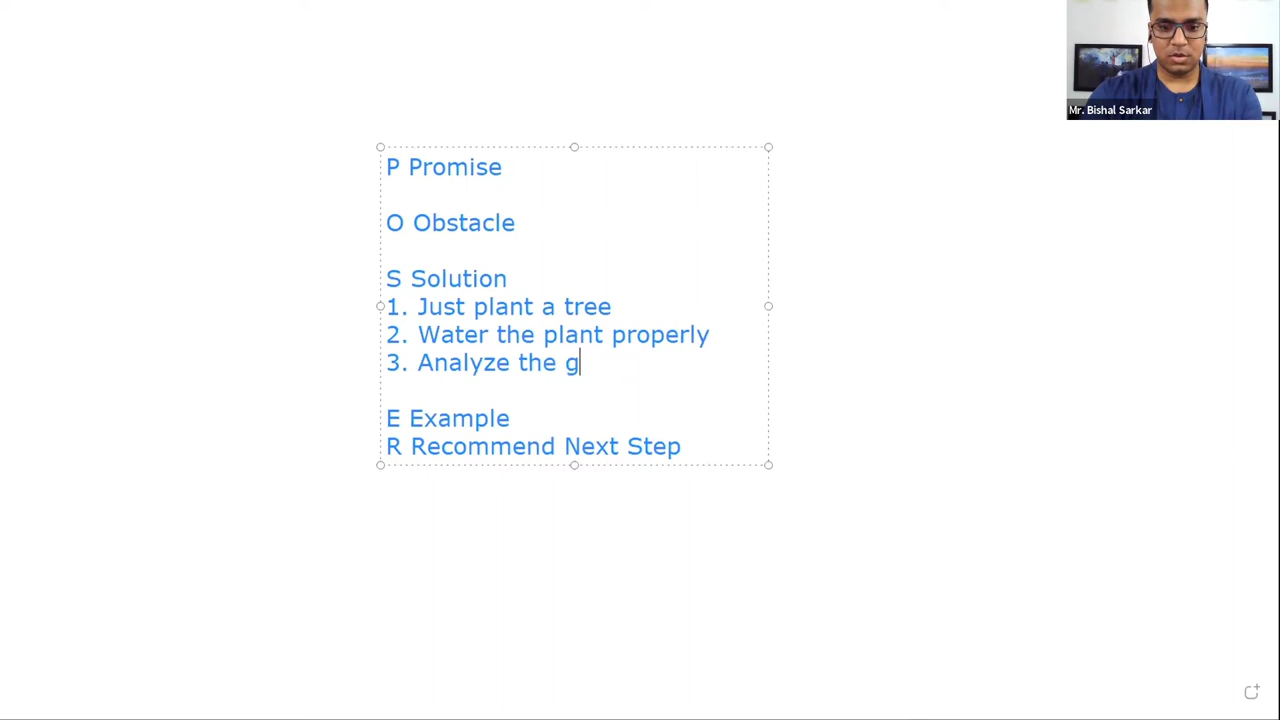 Mr. Bishal Sarkar
P Promise
O Obstacle
S Solution
1. Just plant a tree
2. Water the plant properly
3. Analyze the g
E Example
R Recommend Next Step